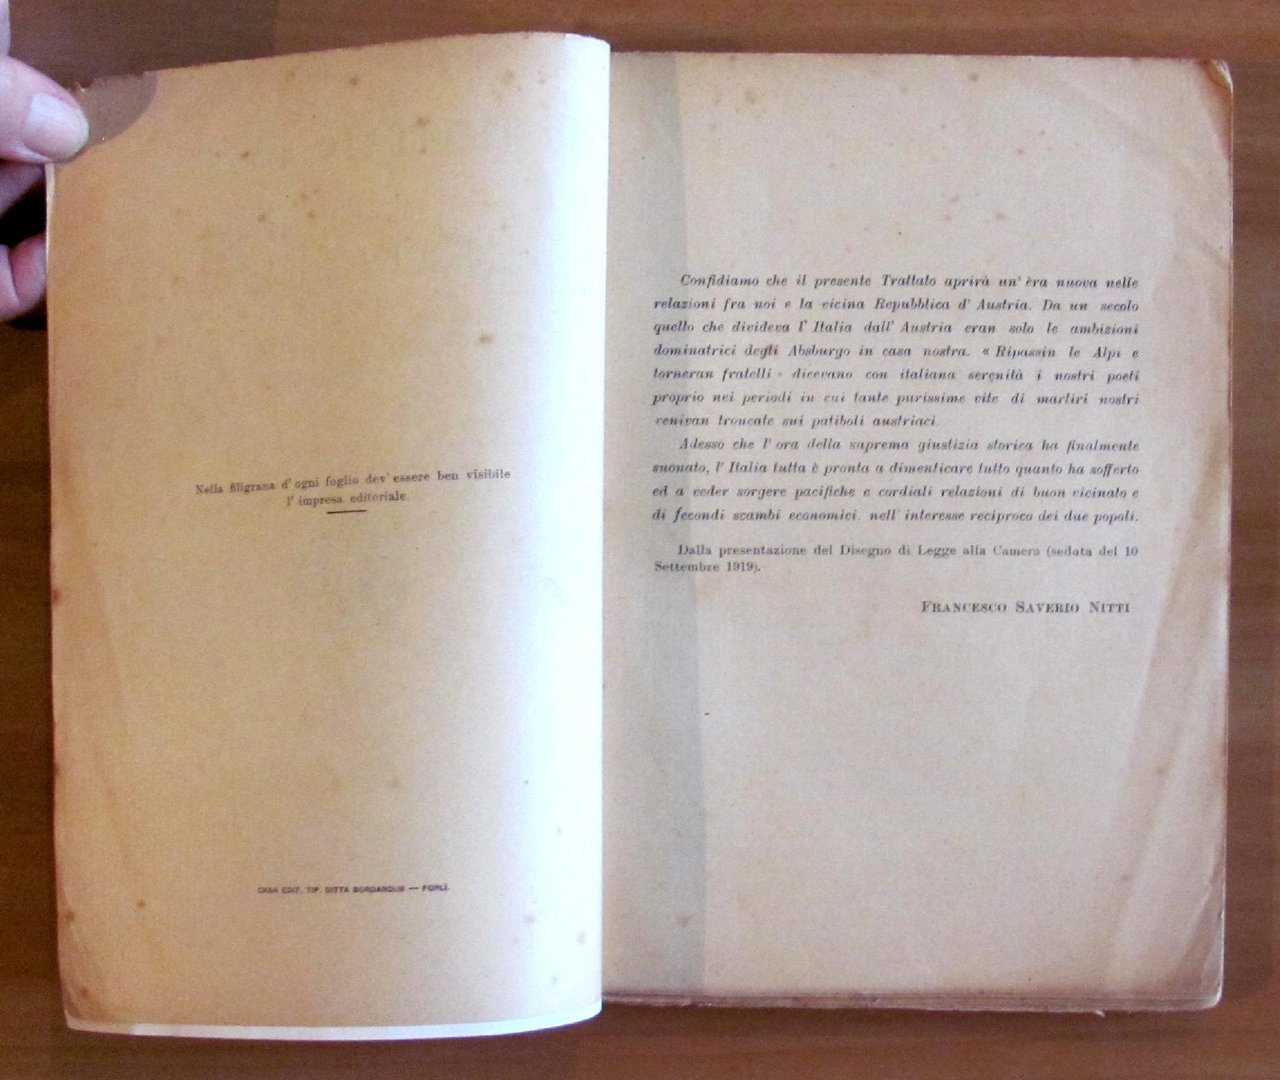 Nella filigrana d' ogni foglio dev' essere ben visibile
l' impresa editoriale.
CASA EDIT. TIP. DITTA BORDANDINI — FORLÌ.
Confidiamo che il presente Trattato aprirà un' èra nuova nelle
relazioni fra noi e la vicina Repubblica d' Austria. Da un secolo
quello che divideva l' Italia dall' Austria eran solo le ambizioni
dominatrici degli Absburgo in casa nostra. « Ripassin le Alpi e
torneran fratelli » dicevano con italiana serenità i nostri poeti
proprio nei periodi in cui tante purissime vite di martiri nostri
venivan troncate sui patiboli austriaci.
Adesso che l' ora della suprema giustizia storica ha finalmente
suonato, l' Italia tutta è pronta a dimenticare tutto quanto ha sofferto
ed a veder sorgere pacifiche e cordiali relazioni di buon vicinato e
di fecondi scambi economici, nell' interesse reciproco dei due popoli.
Dalla presentazione del Disegno di Legge alla Camera (seduta del 10
Settembre 1919).
FRANCESCO SAVERIO NITTI